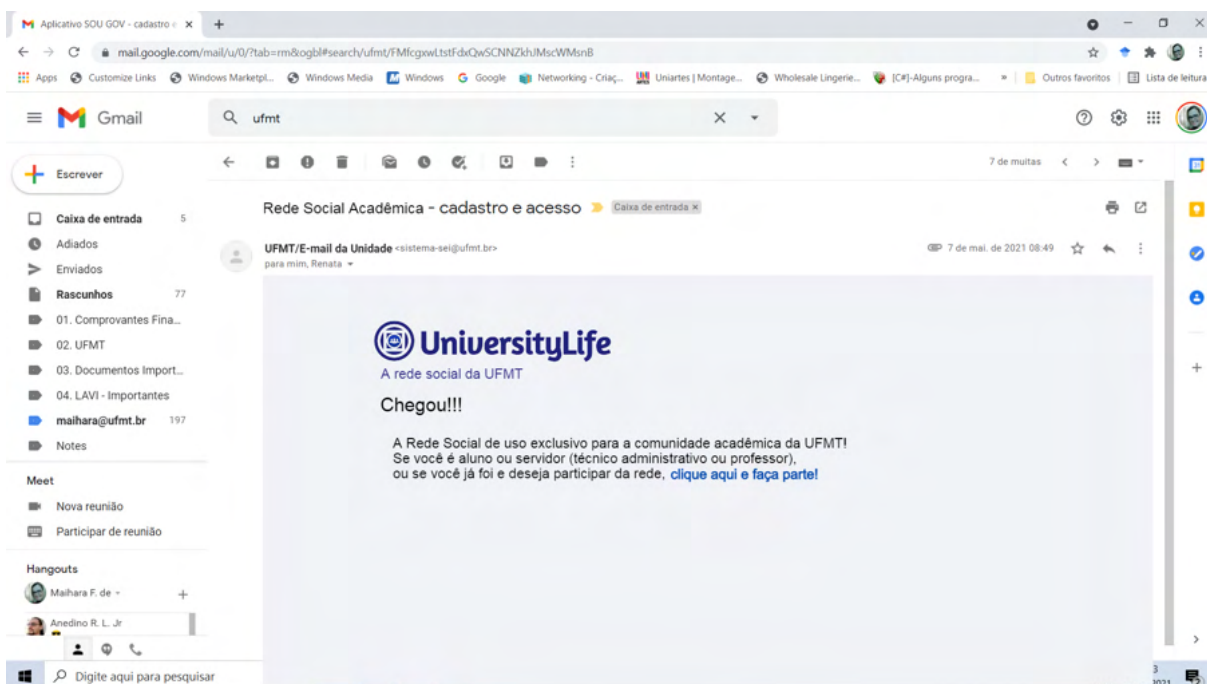 Aplicativo SOU GOV - cadastro e
mail.google.com/mail/u/0/?tab=rm&ogbl#search/ufmt/FMfcgxwLtstFdxQwSCNNZkhJMscWMsnB
Apps Customize Links Windows Marketpl... Windows Media Windows Google Networking - Criaç... Uniartes | Montage... Wholesale Lingerie... [C#]-Alguns progra... » Outros favoritos Lista de leitura
Gmail
ufmt
Escrever
7 de muitas
Caixa de entrada 5
Adiados
Enviados
Rascunhos 77
01. Comprovantes Fina...
02. UFMT
03. Documentos Import...
04. LAVI - Importantes
maihara@ufmt.br 197
Notes
Meet
Nova reunião
Participar de reunião
Hangouts
Maihara F. de
Anedino R. L. Jr
Rede Social Acadêmica - cadastro e acesso Caixa de entrada x
UFMT/E-mail da Unidade <sistema-sei@ufmt.br>
7 de mai. de 2021 08:49
para mim, Renata
UniversityLife
A rede social da UFMT
Chegou!!!
A Rede Social de uso exclusivo para a comunidade acadêmica da UFMT!
Se você é aluno ou servidor (técnico administrativo ou professor),
ou se você já foi e deseja participar da rede, clique aqui e faça parte!
Digite aqui para pesquisar